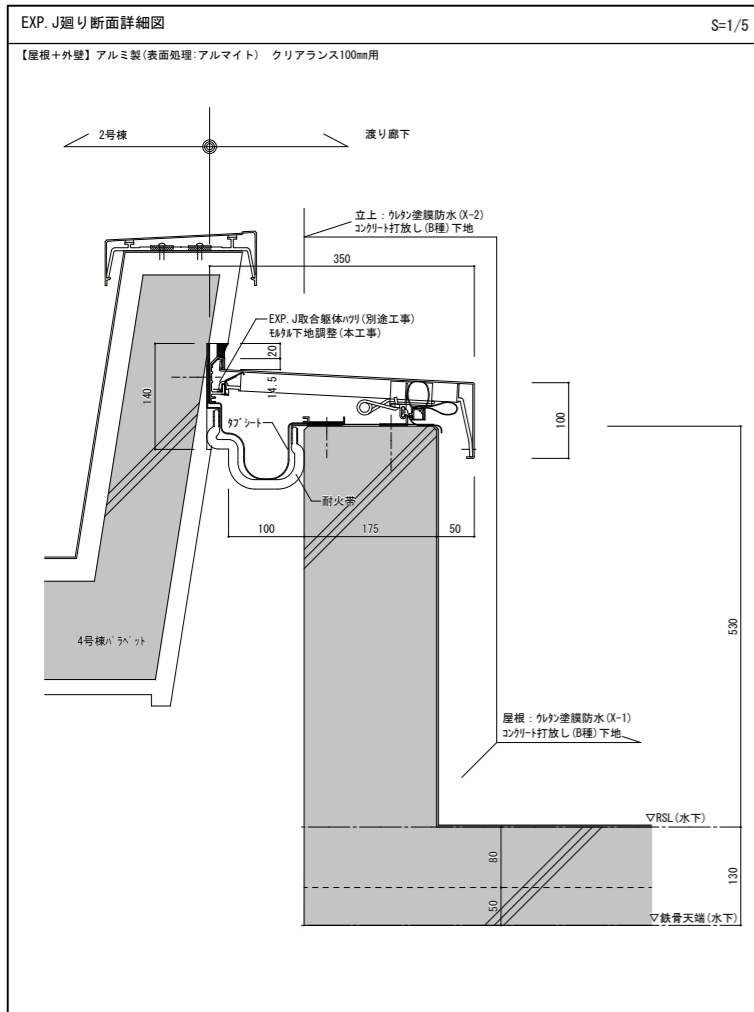 EXP.J廻り断面詳細図
S=1/5
【屋根+外壁】アルミ製(表面処理:アルマイト) クリアランス100mm用
2号棟
渡り廊下
立上:ウレタン塗膜防水(X-2)
コンクリート打放し(B種)下地
350
EXP.J取合躯体ハツリ(別途工事)
モルタル下地調整(本工事)
20
14.5
140
100
タブシート
耐火帯
100
175
50
530
4号棟パラペット
屋根:ウレタン塗膜防水(X-1)
コンクリート打放し(B種)下地
▽RSL(水下)
80
130
50
▽鉄骨天端(水下)